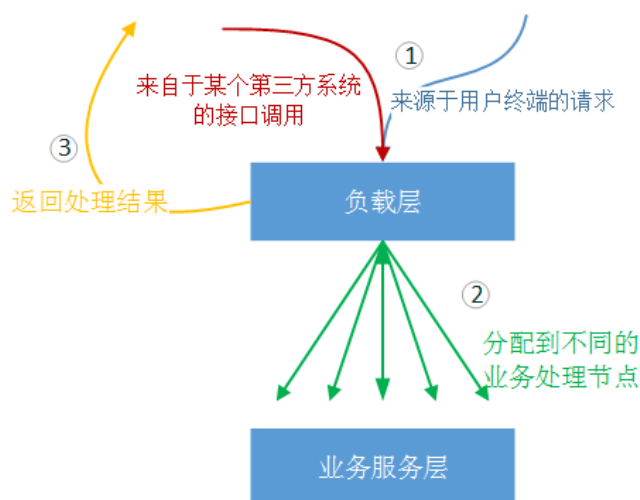 ①
来自于某个第三方系统
的接口调用
来源于用户终端的请求
③
返回处理结果
负载层
②
分配到不同的
业务处理节点
业务服务层